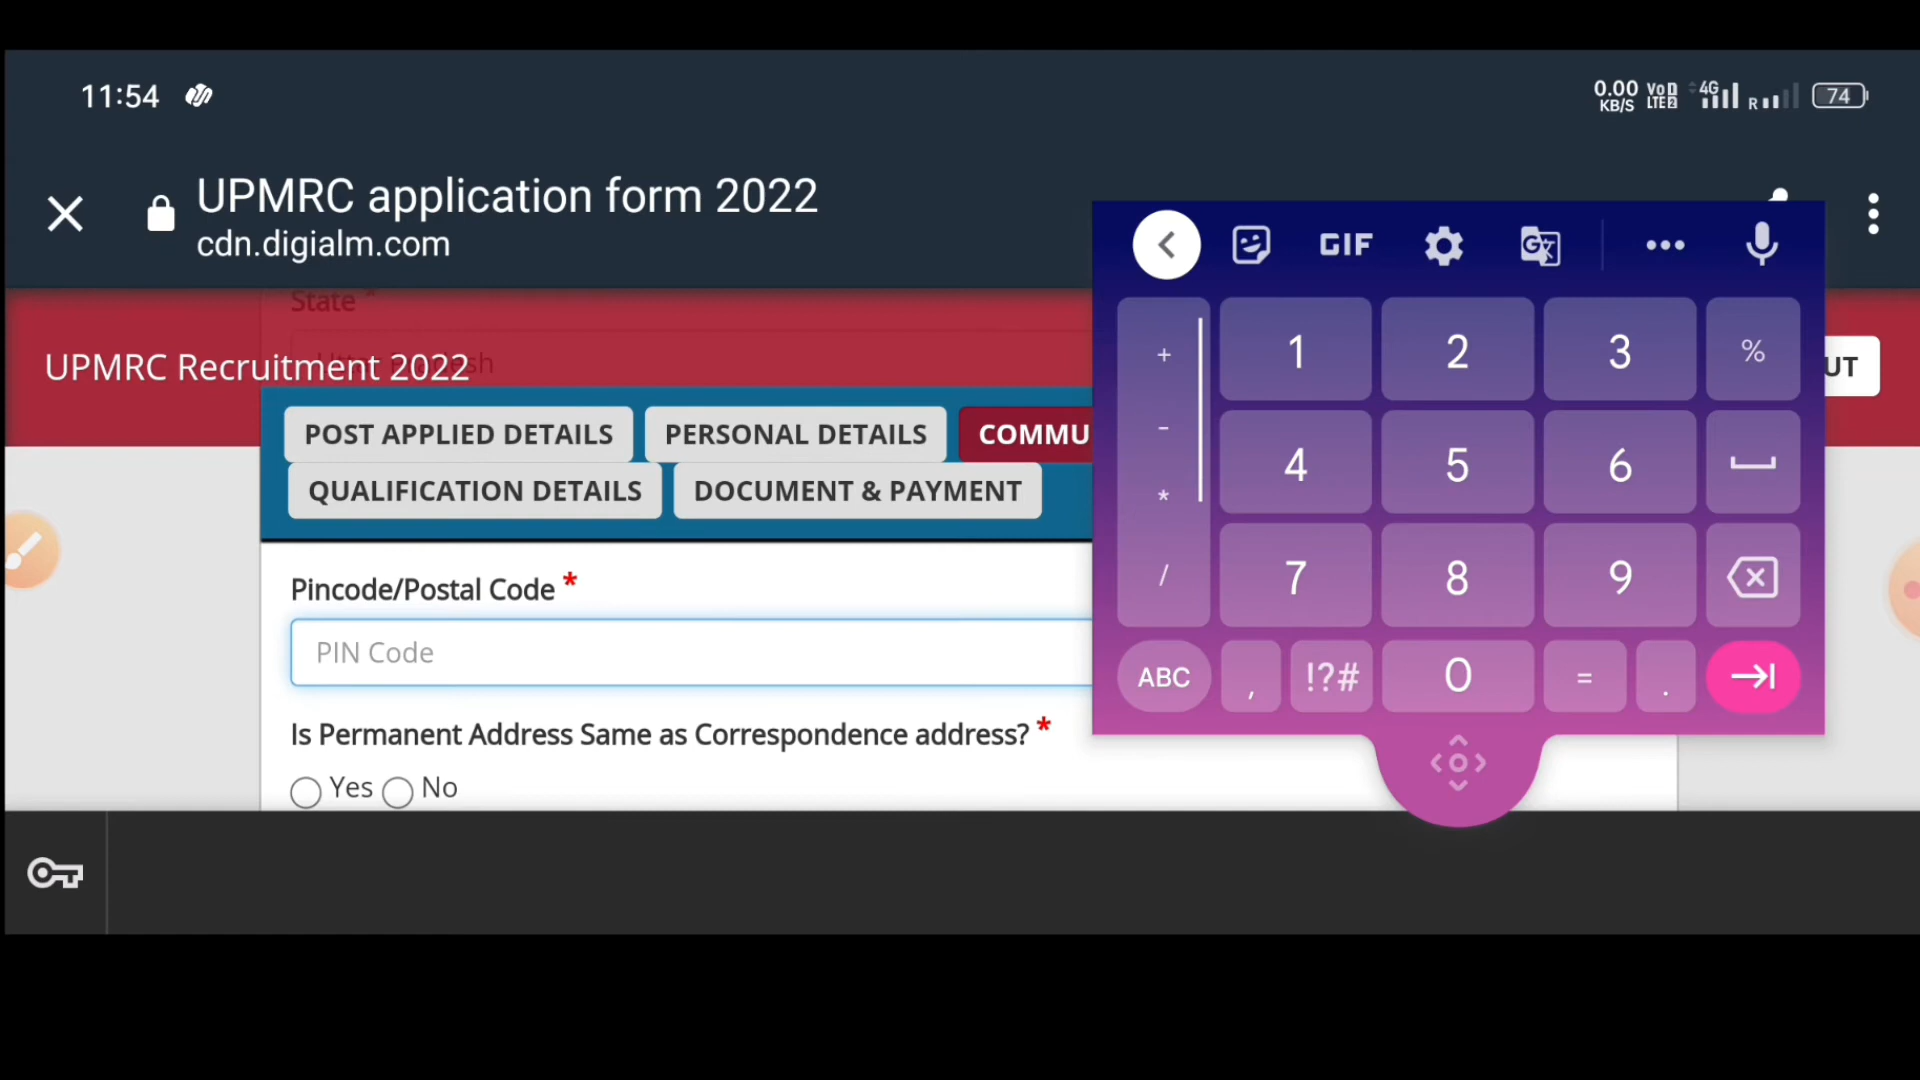 11:54
0.00 KB/S VoD LTE2 4G R 74
UPMRC application form 2022
cdn.digialm.com
State *
UPMRC Recruitment 2022
UT
POST APPLIED DETAILS PERSONAL DETAILS COMMU
QUALIFICATION DETAILS DOCUMENT & PAYMENT
Pincode/Postal Code *
PIN Code
Is Permanent Address Same as Correspondence address? *
Yes No
GIF
+ 1 2 3 %
- 4 5 6
*
/ 7 8 9
ABC , !?# 0 = .